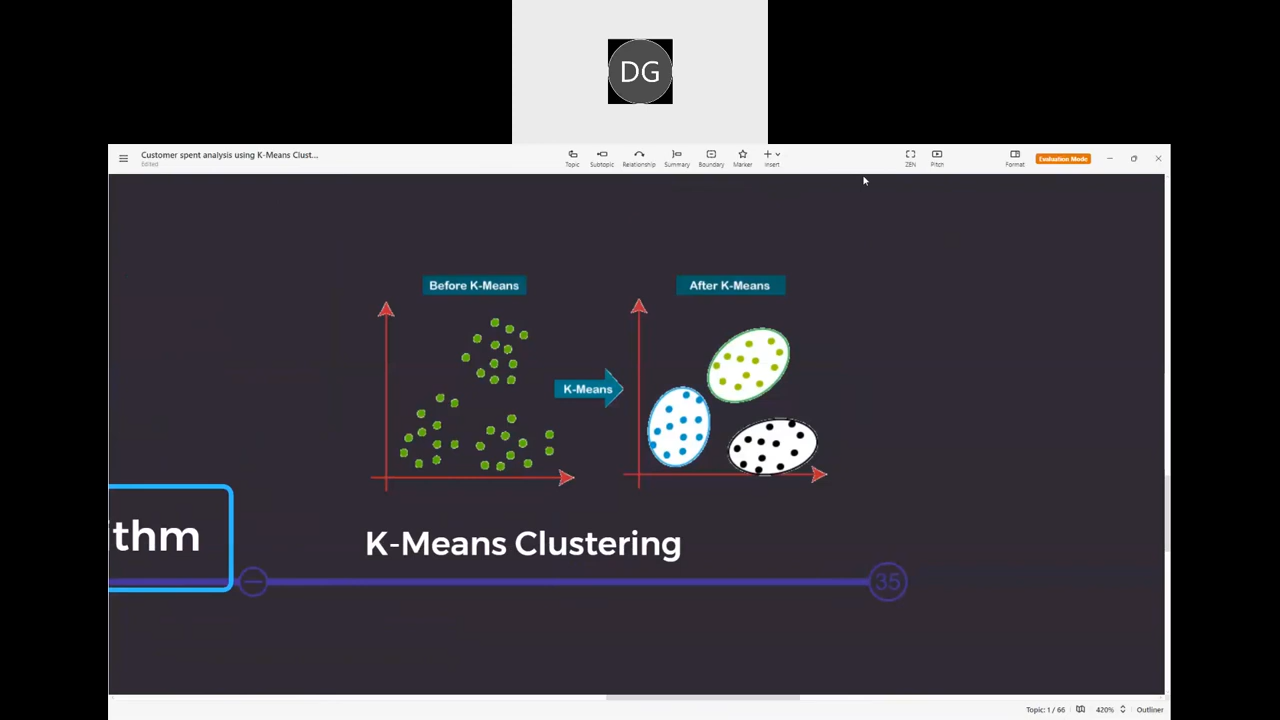 DG
Customer spent analysis using K-Means Clust...
Edited
Topic
Subtopic
Relationship
Summary
Boundary
Marker
Insert
ZEN
Pitch
Format
Evaluation Mode
Before K-Means
After K-Means
K-Means
ithm
K-Means Clustering
35
Topic: 1 / 66
420%
Outliner